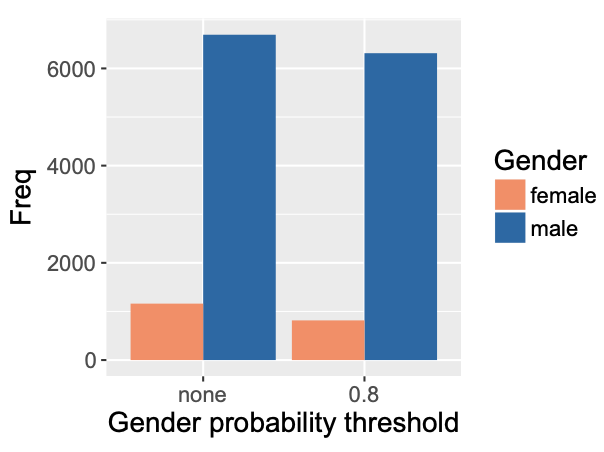 Freq
6000
4000
2000
0
none 0.8
Gender probability threshold
Gender
female
male